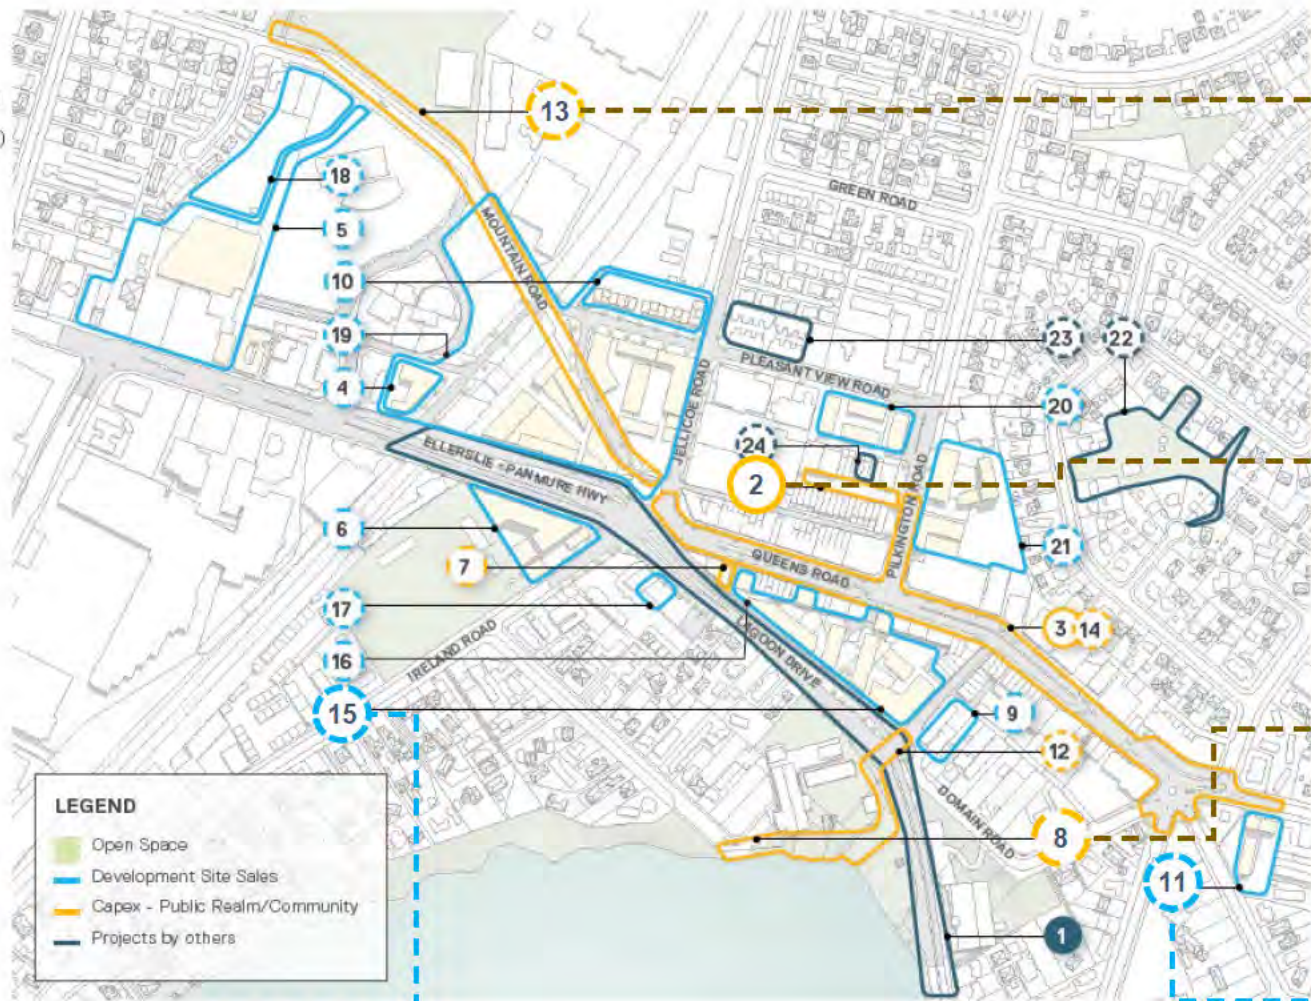 )
13
GREEN ROAD
18
5
MOUNTAIN ROAD
10
19
4
23
22
PLEASANT VIEW ROAD
JELLICOE ROAD
20
24
2
ELLERSLIE - PANMURE HWY
PILKINGTON ROAD
6
21
7
QUEENS ROAD
17
3
14
IRELAND ROAD
LAGOON DRIVE
16
15
9
12
DOMAIN ROAD
8
11
1
LEGEND
Open Space
Development Site Sales
Capex - Public Realm/Community
Projects by others